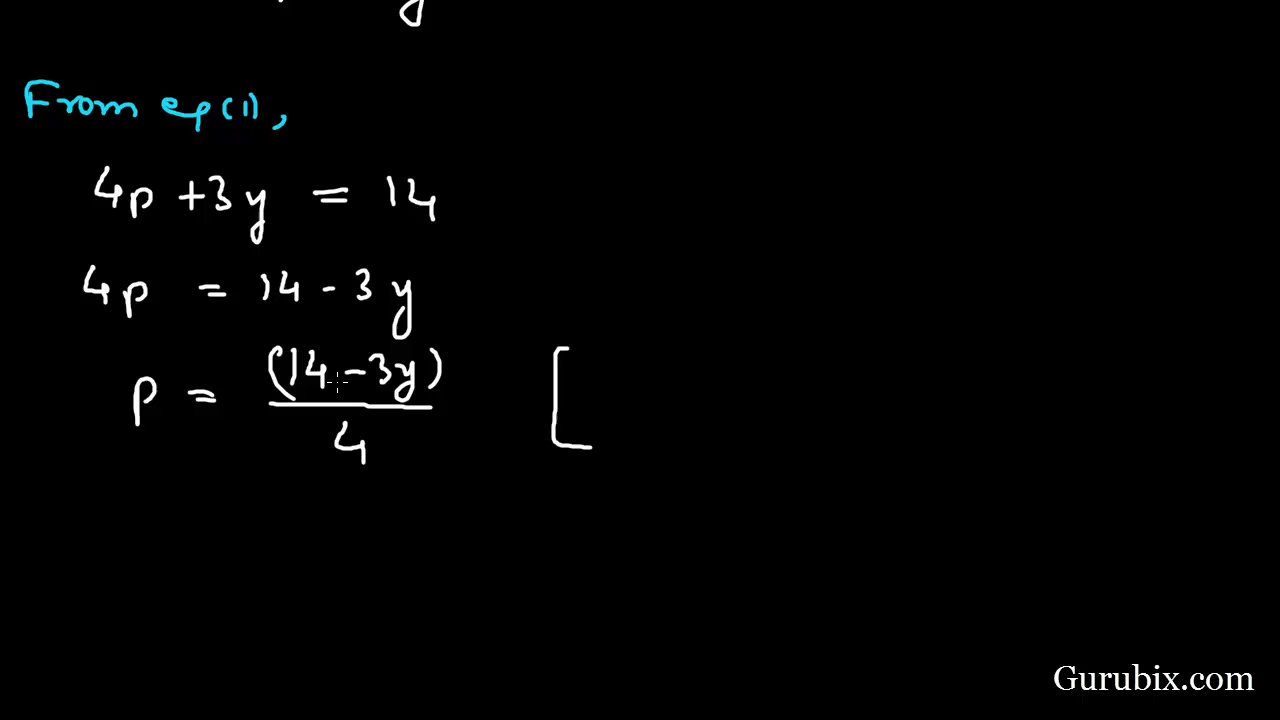 y
From eq(1),
4p + 3y = 14
4p = 14 - 3y
p = (14 - 3y)
4
[
Gurubix.com